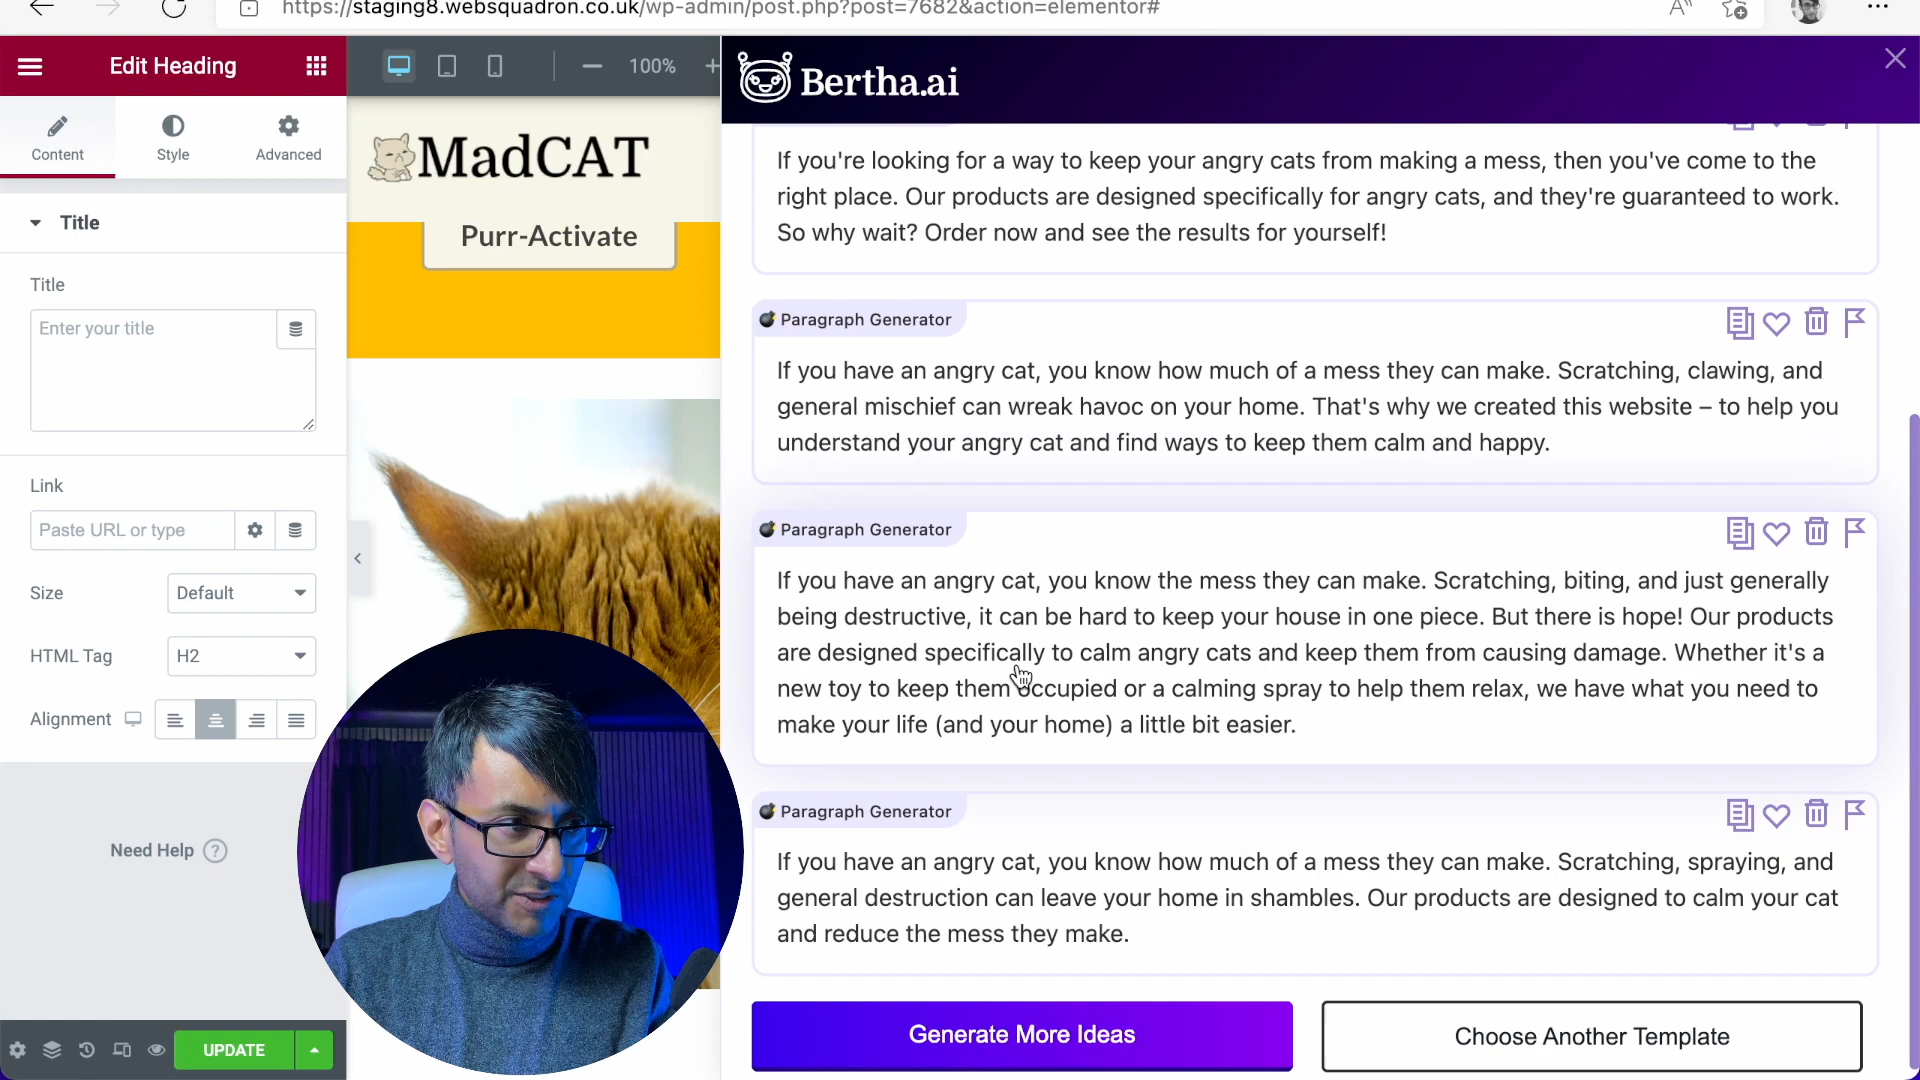 https://staging8.websquadron.co.uk/wp-admin/post.php?post=7682&action=elementor#
Edit Heading
100%
Bertha.ai
Content
Style
Advanced
MadCAT
Purr-Activate
Title
Title
Enter your title
Link
Paste URL or type
Size
Default
HTML Tag
H2
Alignment
Need Help
UPDATE
If you're looking for a way to keep your angry cats from making a mess, then you've come to the
right place. Our products are designed specifically for angry cats, and they're guaranteed to work.
So why wait? Order now and see the results for yourself!
Paragraph Generator
If you have an angry cat, you know how much of a mess they can make. Scratching, clawing, and
general mischief can wreak havoc on your home. That's why we created this website – to help you
understand your angry cat and find ways to keep them calm and happy.
Paragraph Generator
If you have an angry cat, you know the mess they can make. Scratching, biting, and just generally
being destructive, it can be hard to keep your house in one piece. But there is hope! Our products
are designed specifically to calm angry cats and keep them from causing damage. Whether it's a
new toy to keep them occupied or a calming spray to help them relax, we have what you need to
make your life (and your home) a little bit easier.
Paragraph Generator
If you have an angry cat, you know how much of a mess they can make. Scratching, spraying, and
general destruction can leave your home in shambles. Our products are designed to calm your cat
and reduce the mess they make.
Generate More Ideas
Choose Another Template